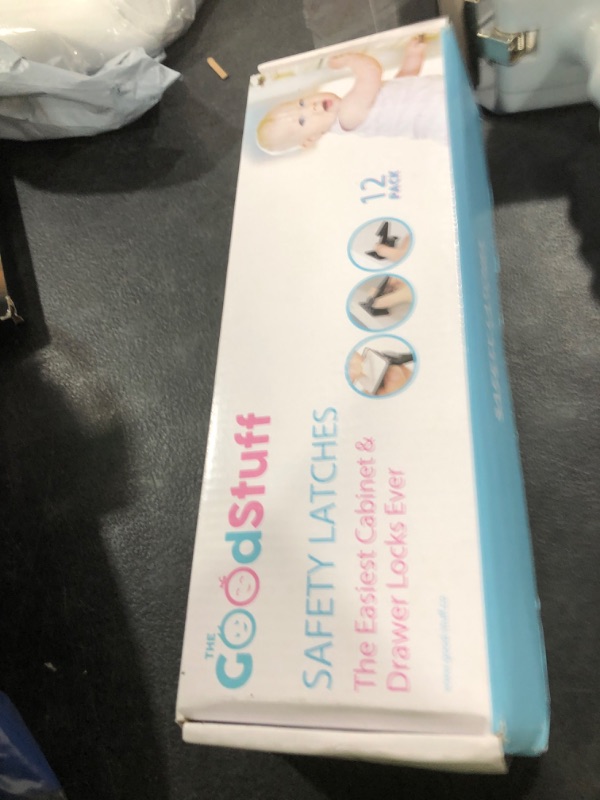 THE
GOOdStuff
SAFETY LATCHES
The Easiest Cabinet &
Drawer Locks Ever
12
PACK